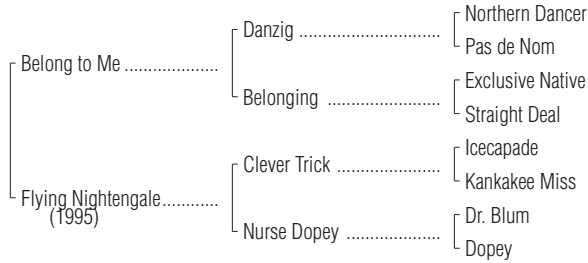 Northern Dancer
Danzig
Pas de Nom
Belong to Me
Exclusive Native
Belonging
Straight Deal
Icecapade
Clever Trick
Kankakee Miss
Flying Nightengale
(1995)
Dr. Blum
Nurse Dopey
Dopey